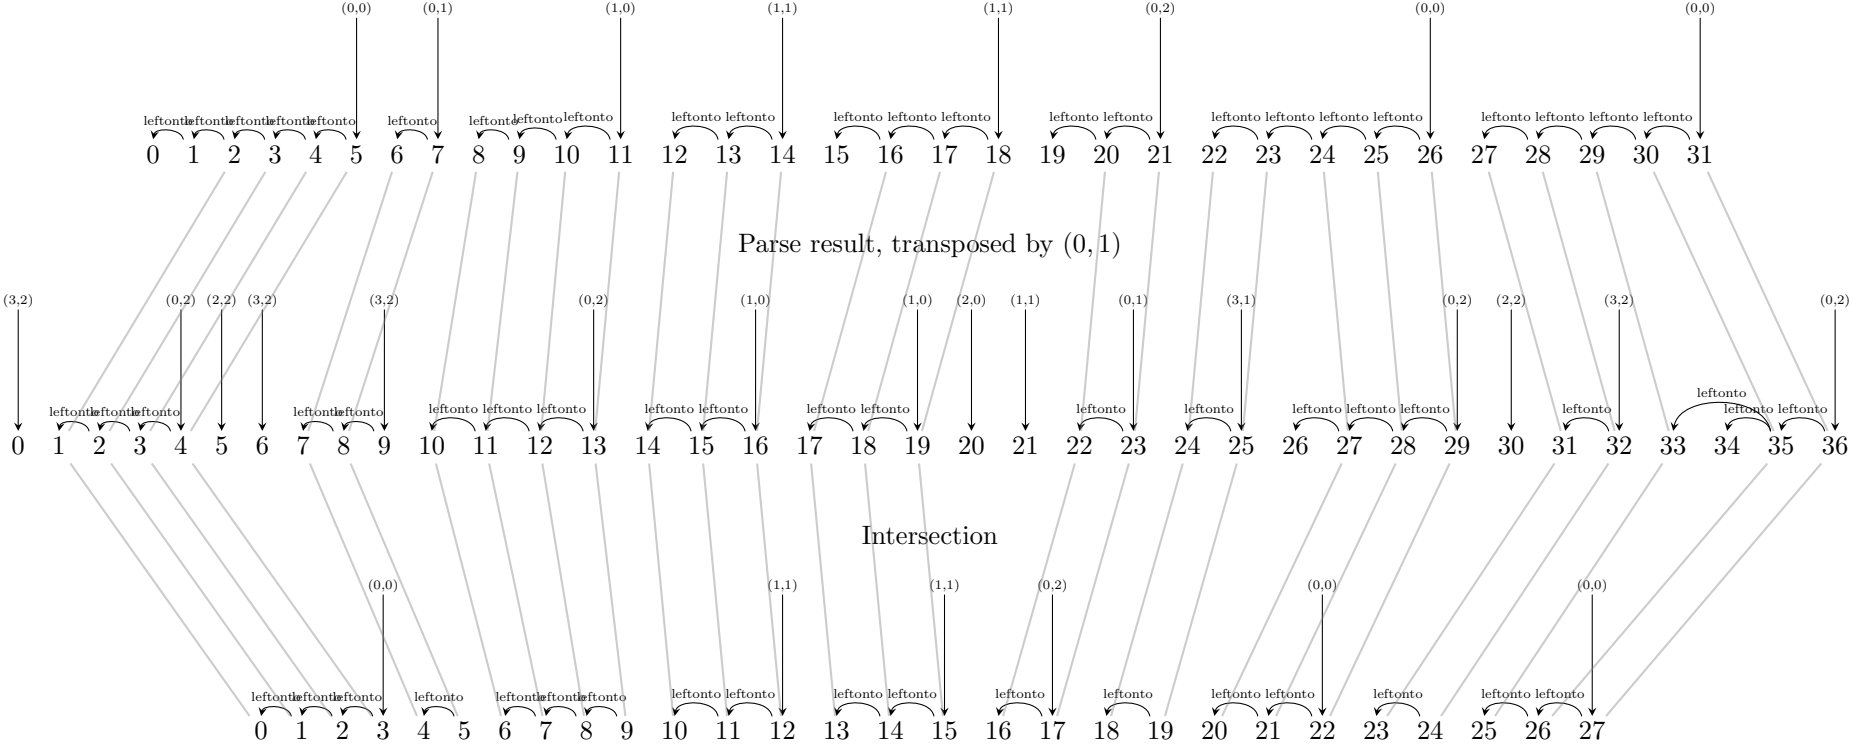 (0,0) (0,1) (1,0) (1,1) (1,1) (0,2) (0,0) (0,0)
leftonto leftonto leftonto leftonto leftonto leftonto leftonto leftonto leftonto leftonto leftonto leftonto leftonto leftonto leftonto leftonto leftonto leftonto leftonto leftonto leftonto leftonto leftonto leftonto
0 1 2 3 4 5 6 7 8 9 10 11 12 13 14 15 16 17 18 19 20 21 22 23 24 25 26 27 28 29 30 31
Parse result, transposed by (0,1)
(3,2) (0,2) (2,2) (3,2) (3,2) (0,2) (1,0) (1,0) (2,0) (1,1) (0,1) (3,1) (0,2) (2,2) (3,2) (0,2)
leftonto
leftonto leftonto leftonto leftonto leftonto leftonto leftonto leftonto leftonto leftonto leftonto leftonto leftonto leftonto leftonto leftonto leftonto leftonto leftonto leftonto
0 1 2 3 4 5 6 7 8 9 10 11 12 13 14 15 16 17 18 19 20 21 22 23 24 25 26 27 28 29 30 31 32 33 34 35 36
Intersection
(0,0) (1,1) (1,1) (0,2) (0,0) (0,0)
leftonto leftonto leftonto leftonto leftonto leftonto leftonto leftonto leftonto leftonto leftonto leftonto leftonto leftonto leftonto leftonto leftonto leftonto
0 1 2 3 4 5 6 7 8 9 10 11 12 13 14 15 16 17 18 19 20 21 22 23 24 25 26 27